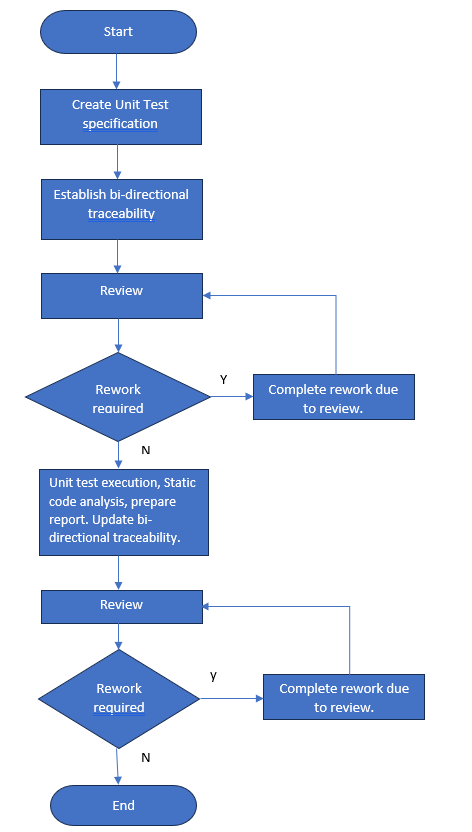 Start
Create Unit Test
specification
Establish bi-directional
traceability
Review
Rework
required
Y
Complete rework due
to review.
N
Unit test execution, Static
code analysis, prepare
report. Update bi-
directional traceability.
Review
Rework
required
y
Complete rework due
to review.
N
End